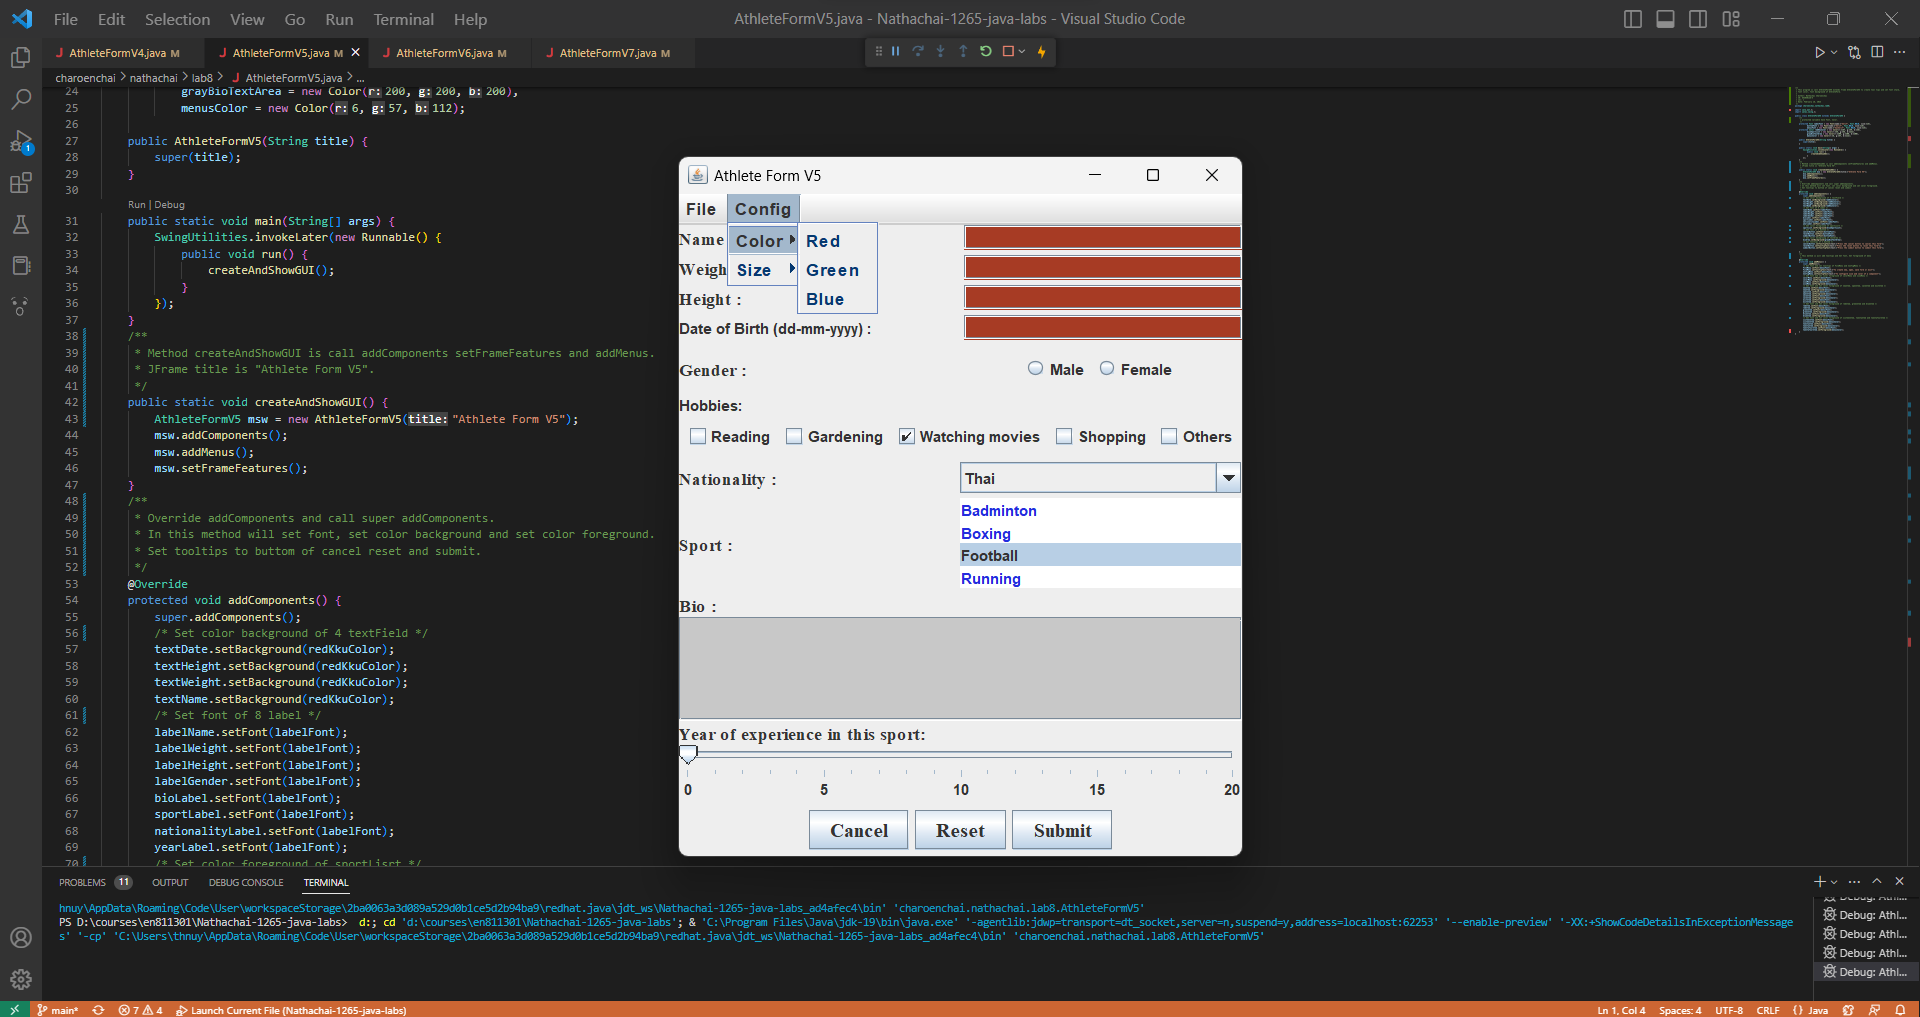 File Edit Selection View Go Run Terminal Help
AthleteFormV5.java - Nathachai-1265-java-labs - Visual Studio Code
AthleteFormV4.java M
AthleteFormV5.java M
AthleteFormV6.java M
AthleteFormV7.java M
charoenchai > nathachai > lab8 > J AthleteFormV5.java > ...
24 grayBioTextArea = new Color(r:200, g:200, b:200),
25 menusColor = new Color(r:6, g:57, b:112);
26
27 public AthleteFormV5(String title) {
28 super(title);
29 }
30
Run | Debug
31 public static void main(String[] args) {
32 SwingUtilities.invokeLater(new Runnable() {
33 public void run() {
34 createAndShowGUI();
35 }
36 });
37 }
38 /**
39 * Method createAndShowGUI is call addComponents setFrameFeatures and addMenus.
40 * JFrame title is "Athlete Form V5".
41 */
42 public static void createAndShowGUI() {
43 AthleteFormV5 msw = new AthleteFormV5(title:"Athlete Form V5");
44 msw.addComponents();
45 msw.addMenus();
46 msw.setFrameFeatures();
47 }
48 /**
49 * Override addComponents and call super addComponents.
50 * In this method will set font, set color background and set color foreground.
51 * Set tooltips to buttom of cancel reset and submit.
52 */
53 @Override
54 protected void addComponents() {
55 super.addComponents();
56 /* Set color background of 4 textField */
57 textDate.setBackground(redKkuColor);
58 textHeight.setBackground(redKkuColor);
59 textWeight.setBackground(redKkuColor);
60 textName.setBackground(redKkuColor);
61 /* Set font of 8 label */
62 labelName.setFont(labelFont);
63 labelWeight.setFont(labelFont);
64 labelHeight.setFont(labelFont);
65 labelGender.setFont(labelFont);
66 bioLabel.setFont(labelFont);
67 sportLabel.setFont(labelFont);
68 nationalityLabel.setFont(labelFont);
69 yearLabel.setFont(labelFont);
70 /* Set color foreground of sportLisrt */
Athlete Form V5
File Config
Color Red
Size Green
Blue
Name
Weigh
Height :
Date of Birth (dd-mm-yyyy) :
Gender : Male Female
Hobbies:
Reading Gardening Watching movies Shopping Others
Nationality : Thai
Sport :
Badminton
Boxing
Football
Running
Bio :
Year of experience in this sport:
0 5 10 15 20
Cancel Reset Submit
PROBLEMS 11 OUTPUT DEBUG CONSOLE TERMINAL
hnuy\AppData\Roaming\Code\User\workspaceStorage\2ba0063a3d089a529d0b1ce5d2b94ba9\redhat.java\jdt_ws\Nathachai-1265-java-labs_ad4afec4\bin' 'charoenchai.nathachai.lab8.AthleteFormV5'
PS D:\courses\en811301\Nathachai-1265-java-labs> d:; cd 'd:\courses\en811301\Nathachai-1265-java-labs'; & 'C:\Program Files\Java\jdk-19\bin\java.exe' '-agentlib:jdwp=transport=dt_socket,server=n,suspend=y,address=localhost:62253' '--enable-preview' '-XX:+ShowCodeDetailsInExceptionMessage
s' '-cp' 'C:\Users\thnuy\AppData\Roaming\Code\User\workspaceStorage\2ba0063a3d089a529d0b1ce5d2b94ba9\redhat.java\jdt_ws\Nathachai-1265-java-labs_ad4afec4\bin' 'charoenchai.nathachai.lab8.AthleteFormV5'
Debug: Athl...
Debug: Athl...
Debug: Athl...
Debug: Athl...
Debug: Athl...
main* 7 4 Launch Current File (Nathachai-1265-java-labs)
Ln 1, Col 4 Spaces: 4 UTF-8 CRLF {} Java